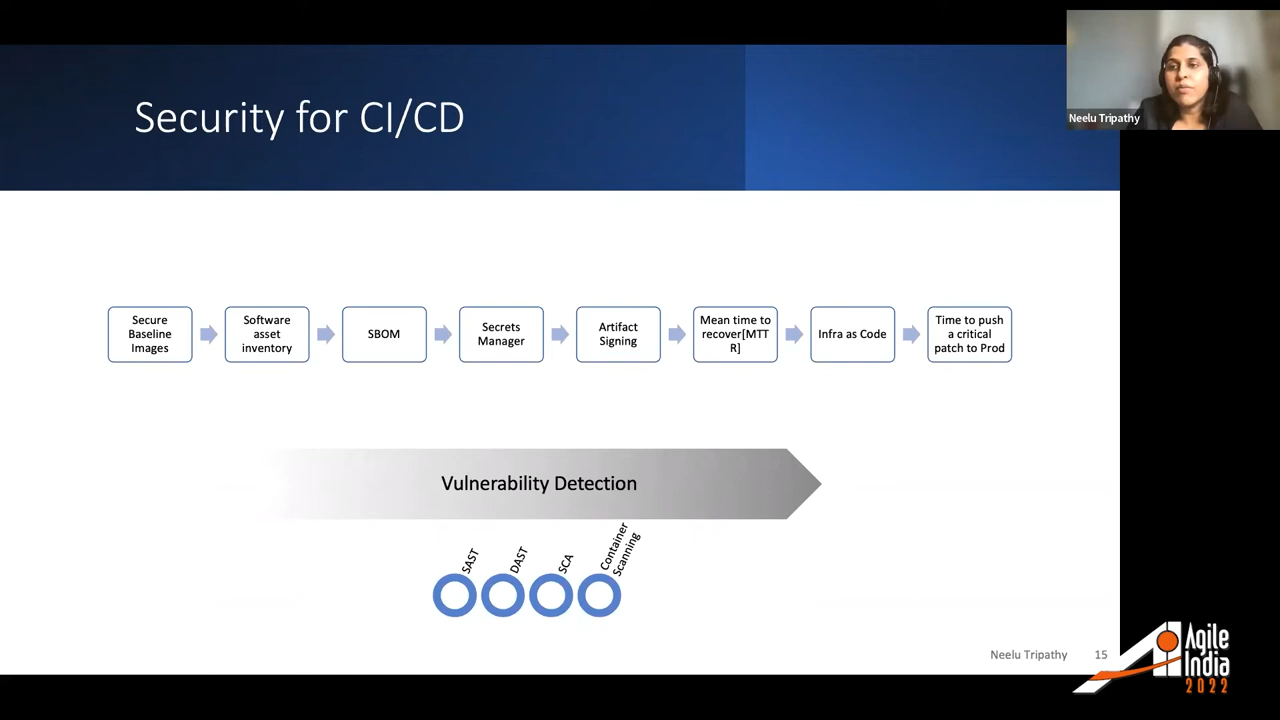 Security for CI/CD
Neelu Tripathy
Secure
Baseline
Images
Software
asset
inventory
SBOM
Secrets
Manager
Artifact
Signing
Mean time to
recover[MTT
R]
Infra as Code
Time to push
a critical
patch to Prod
Vulnerability Detection
SAST
DAST
SCA
Container
Scanning
Neelu Tripathy
15
Agile
India
2022